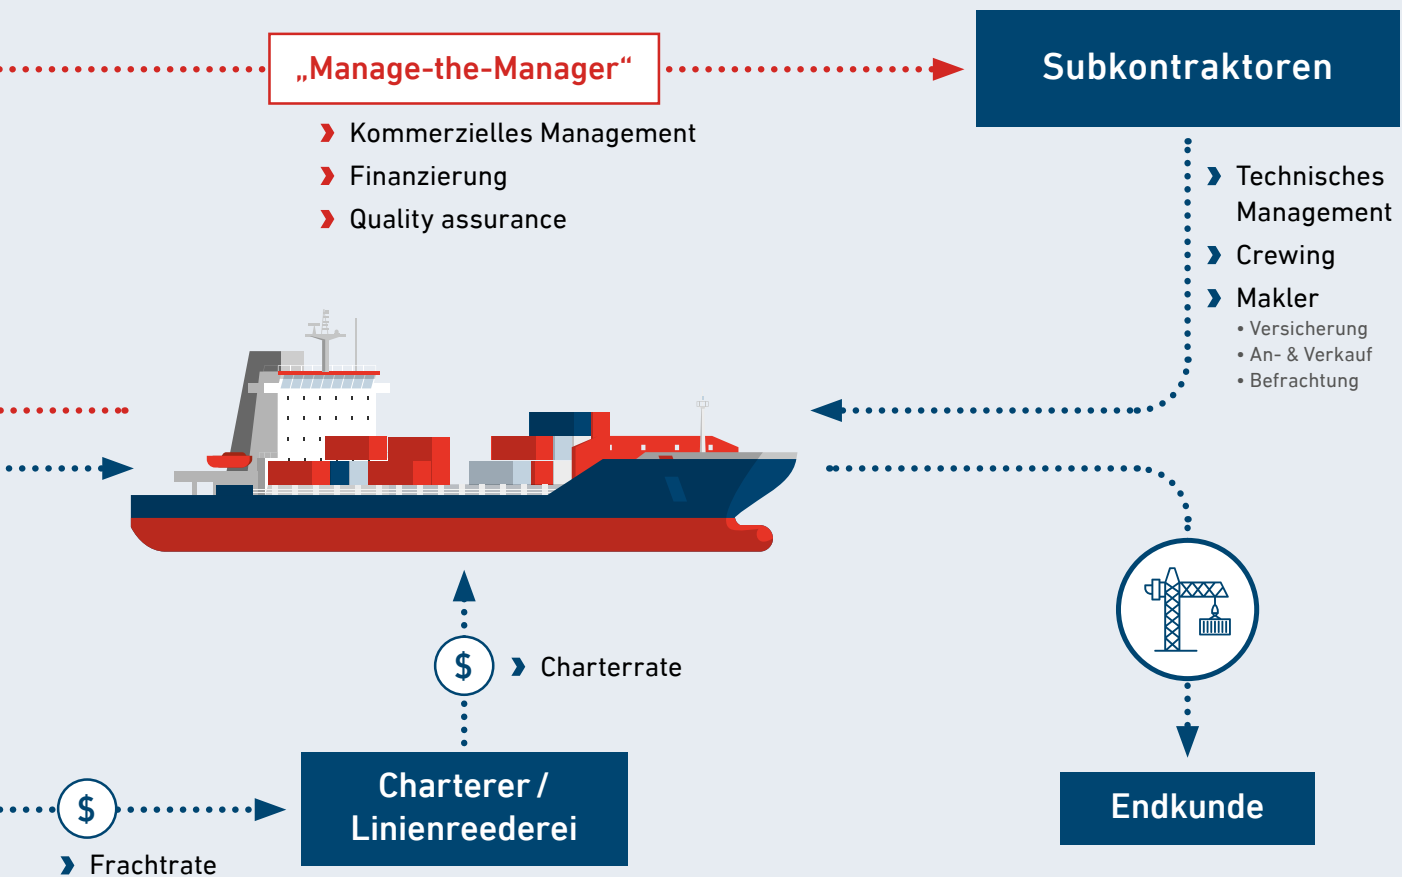 „Manage-the-Manager“
Subkontraktoren
❯ Kommerzielles Management
❯ Finanzierung
❯ Quality assurance
❯ Technisches
Management
❯ Crewing
❯ Makler
• Versicherung
• An- & Verkauf
• Befrachtung
$
❯ Charterrate
Charterer /
Linienreederei
$
❯ Frachtrate
Endkunde